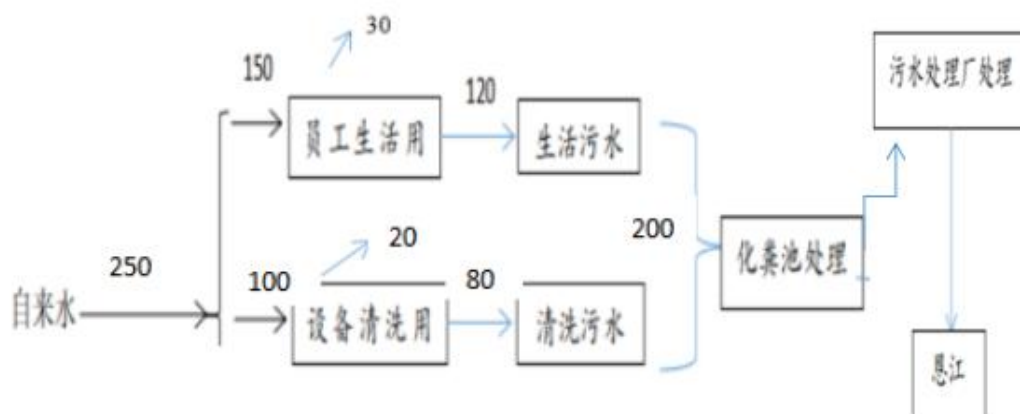 30
150
员工生活用
120
生活污水
污水处理厂处理
自来水
250
100
20
设备清洗用
80
清洗污水
200
化粪池处理
恩江